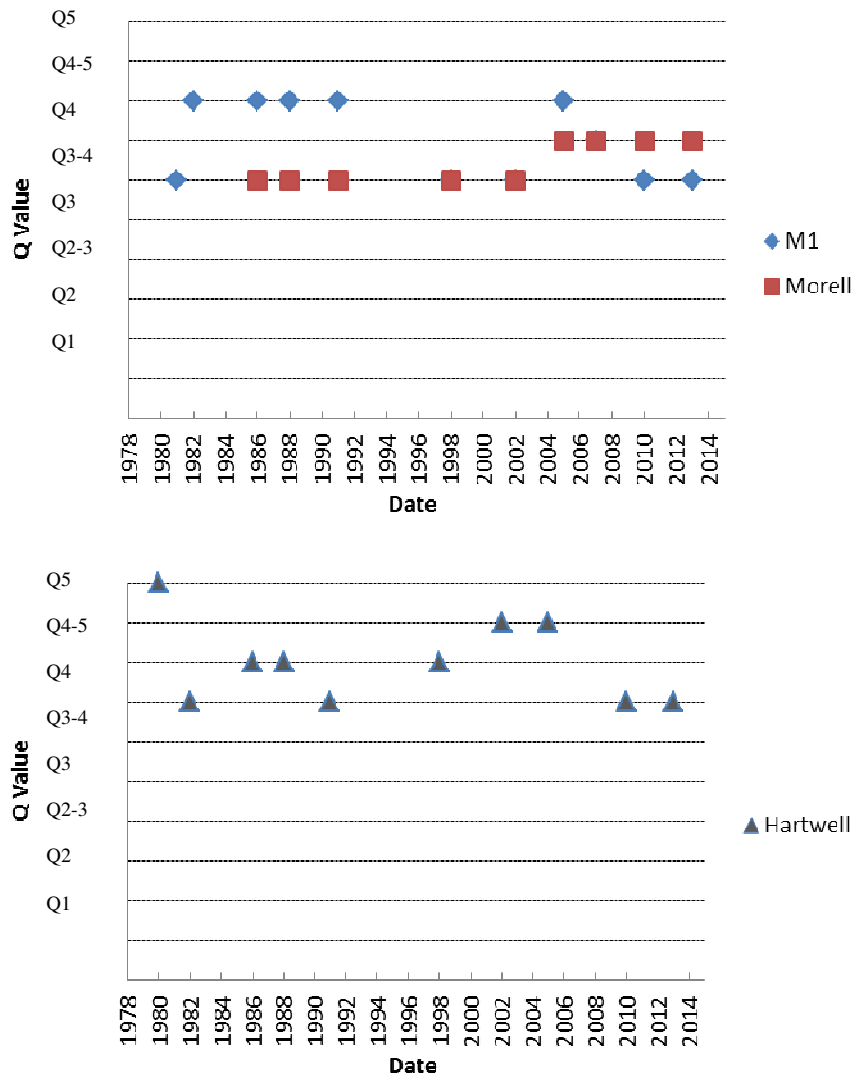 Q5
Q4-5
Q4
Q3-4
Q3
Q2-3
Q2
Q1
Q Value
1978 1980 1982 1984 1986 1988 1990 1992 1994 1996 1998 2000 2002 2004 2006 2008 2010 2012 2014
Date
M1
Morell
Q5
Q4-5
Q4
Q3-4
Q3
Q2-3
Q2
Q1
Q Value
1978 1980 1982 1984 1986 1988 1990 1992 1994 1996 1998 2000 2002 2004 2006 2008 2010 2012 2014
Date
Hartwell